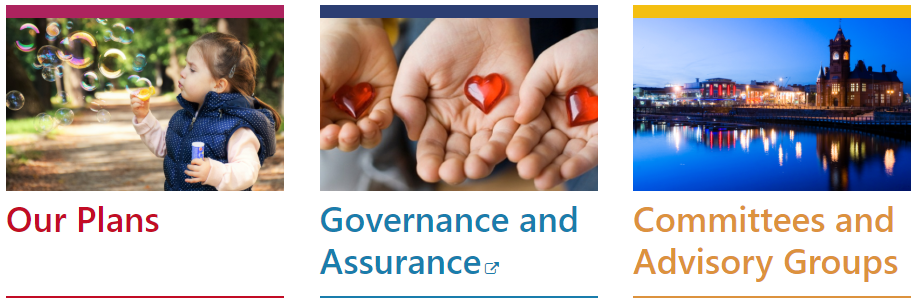 Our Plans
Governance and
Assurance
Committees and
Advisory Groups